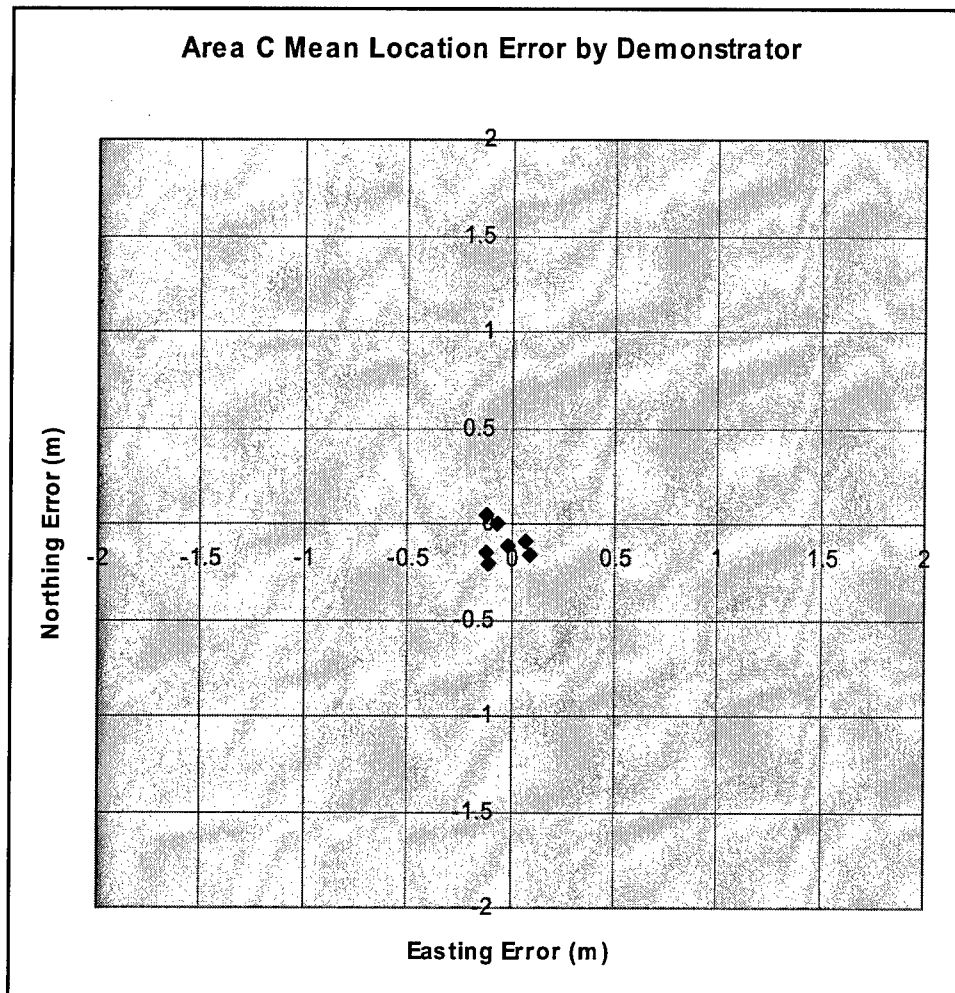 Area C Mean Location Error by Demonstrator
2
1.5
1
0.5
0
-2 -1.5 -1 -0.5 0 0.5 1 1.5 2
-0.5
-1
-1.5
-2
Northing Error (m)
Easting Error (m)